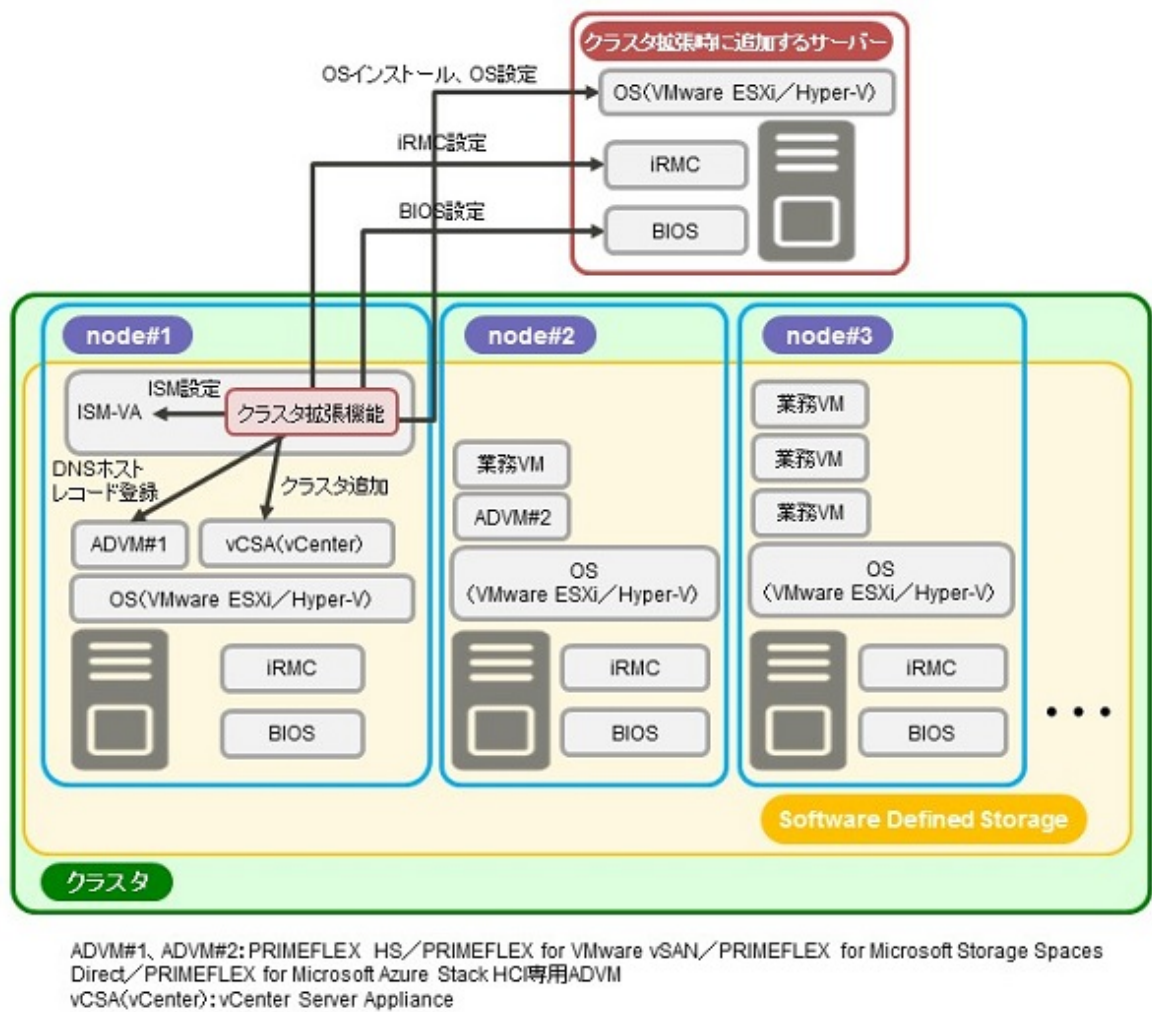 クラスタ拡張時に追加するサーバー
OSインストール、OS設定
OS(VMware ESXi／Hyper-V)
iRMC設定
iRMC
BIOS設定
BIOS
node#1
node#2
node#3
ISM設定
ISM-VA
クラスタ拡張機能
DNSホスト
レコード登録
クラスタ追加
ADVM#1
vCSA(vCenter)
OS(VMware ESXi／Hyper-V)
iRMC
BIOS
業務VM
ADVM#2
OS
(VMware ESXi／Hyper-V)
iRMC
BIOS
業務VM
業務VM
業務VM
OS
(VMware ESXi／Hyper-V)
iRMC
BIOS
• • •
Software Defined Storage
クラスタ
ADVM#1、ADVM#2：PRIMEFLEX HS／PRIMEFLEX for VMware vSAN／PRIMEFLEX for Microsoft Storage Spaces
Direct／PRIMEFLEX for Microsoft Azure Stack HCI専用ADVM
vCSA(vCenter)：vCenter Server Appliance